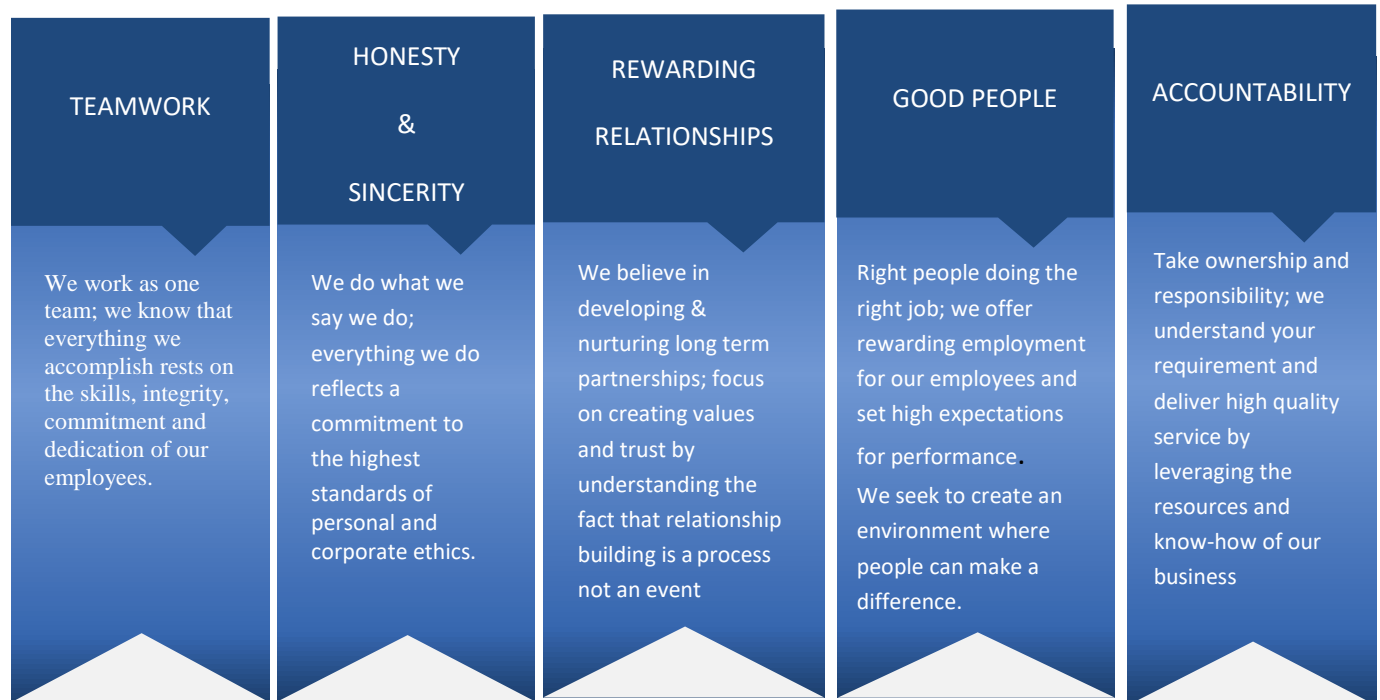 TEAMWORK
We work as one
team; we know that
everything we
accomplish rests on
the skills, integrity,
commitment and
dedication of our
employees.
HONESTY
&
SINCERITY
We do what we
say we do;
everything we do
reflects a
commitment to
the highest
standards of
personal and
corporate ethics.
REWARDING
RELATIONSHIPS
We believe in
developing &
nurturing long term
partnerships; focus
on creating values
and trust by
understanding the
fact that relationship
building is a process
not an event
GOOD PEOPLE
Right people doing the
right job; we offer
rewarding employment
for our employees and
set high expectations
for performance.
We seek to create an
environment where
people can make a
difference.
ACCOUNTABILITY
Take ownership and
responsibility; we
understand your
requirement and
deliver high quality
service by
leveraging the
resources and
know-how of our
business